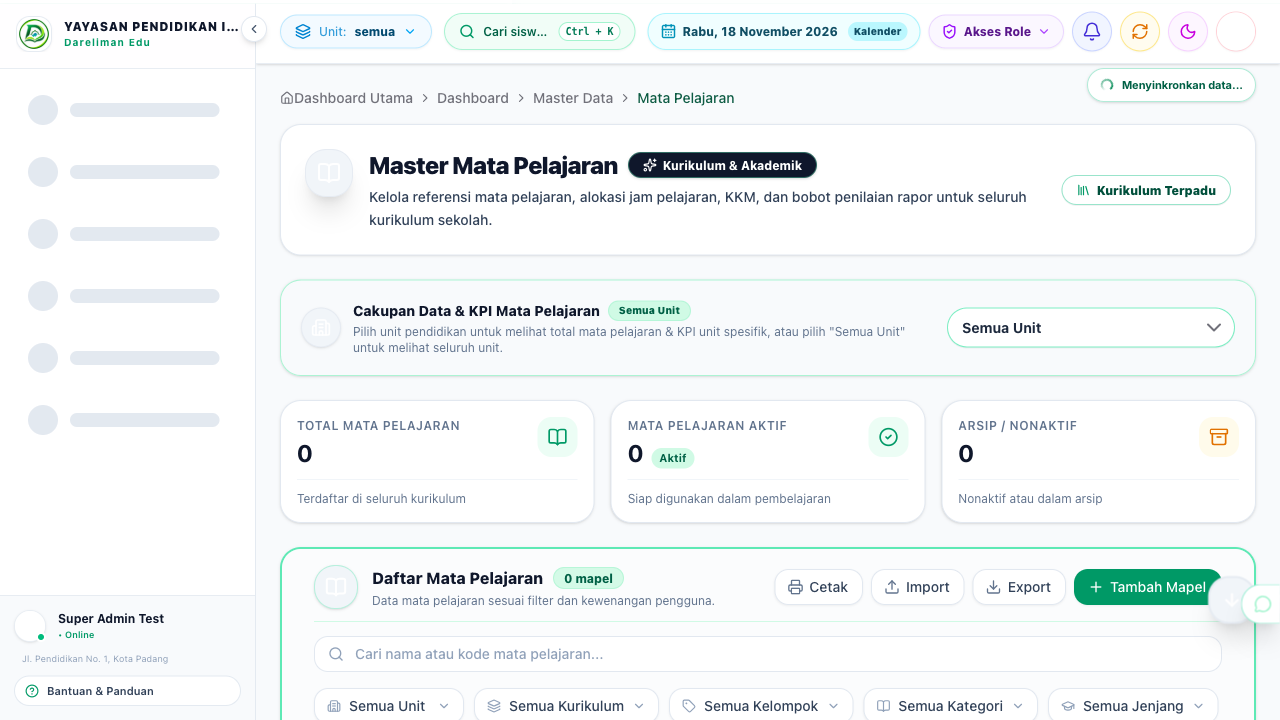 YAYASAN PENDIDIKAN I...
Dareliman Edu
Unit: semua
Cari sisw... Ctrl + K
Rabu, 18 November 2026 Kalender
Akses Role
Menyinkronkan data...
Dashboard Utama > Dashboard > Master Data > Mata Pelajaran
Master Mata Pelajaran
Kurikulum & Akademik
Kelola referensi mata pelajaran, alokasi jam pelajaran, KKM, dan bobot penilaian rapor untuk seluruh
kurikulum sekolah.
Kurikulum Terpadu
Cakupan Data & KPI Mata Pelajaran Semua Unit
Pilih unit pendidikan untuk melihat total mata pelajaran & KPI unit spesifik, atau pilih "Semua Unit"
untuk melihat seluruh unit.
Semua Unit
TOTAL MATA PELAJARAN
0
Terdaftar di seluruh kurikulum
MATA PELAJARAN AKTIF
0 Aktif
Siap digunakan dalam pembelajaran
ARSIP / NONAKTIF
0
Nonaktif atau dalam arsip
Daftar Mata Pelajaran 0 mapel
Data mata pelajaran sesuai filter dan kewenangan pengguna.
Cetak
Import
Export
Tambah Mapel
Cari nama atau kode mata pelajaran...
Semua Unit
Semua Kurikulum
Semua Kelompok
Semua Kategori
Semua Jenjang
Super Admin Test
• Online
Jl. Pendidikan No. 1, Kota Padang
Bantuan & Panduan